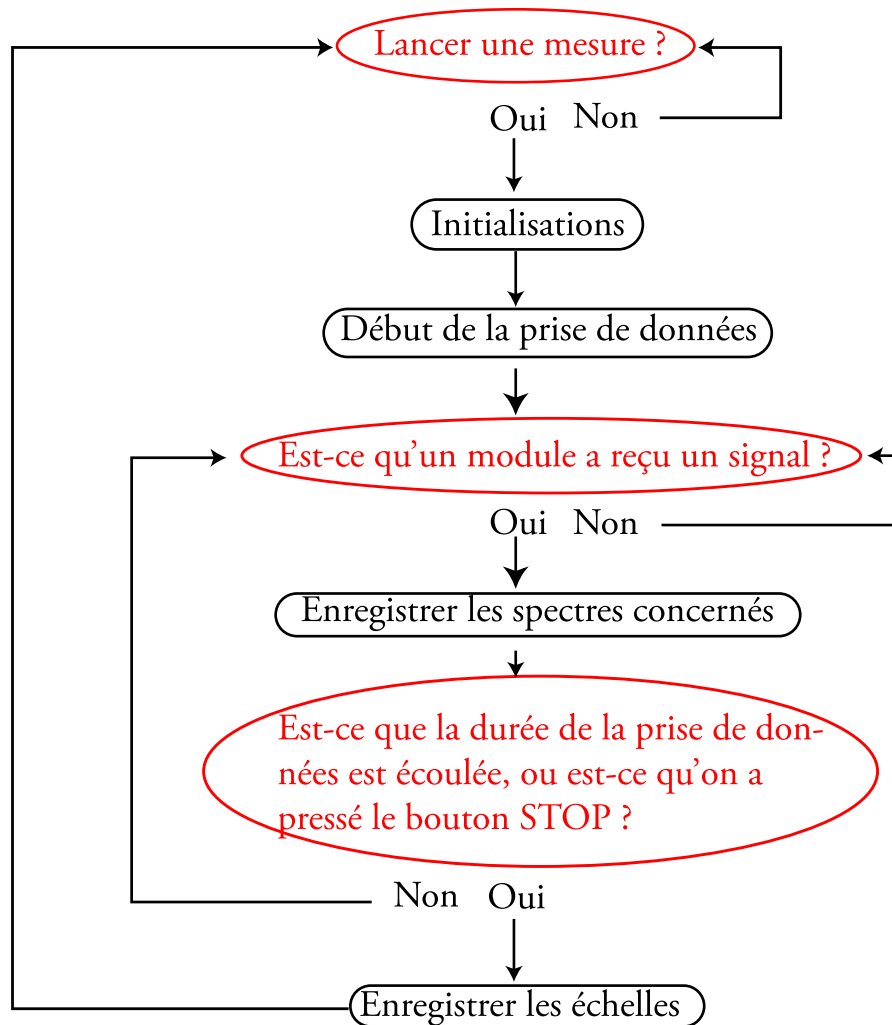 Lancer une mesure ?
Oui Non
Initialisations
Début de la prise de données
Est-ce qu'un module a reçu un signal ?
Oui Non
Enregistrer les spectres concernés
Est-ce que la durée de la prise de don-
nées est écoulée, ou est-ce qu'on a
pressé le bouton STOP ?
Non Oui
Enregistrer les échelles